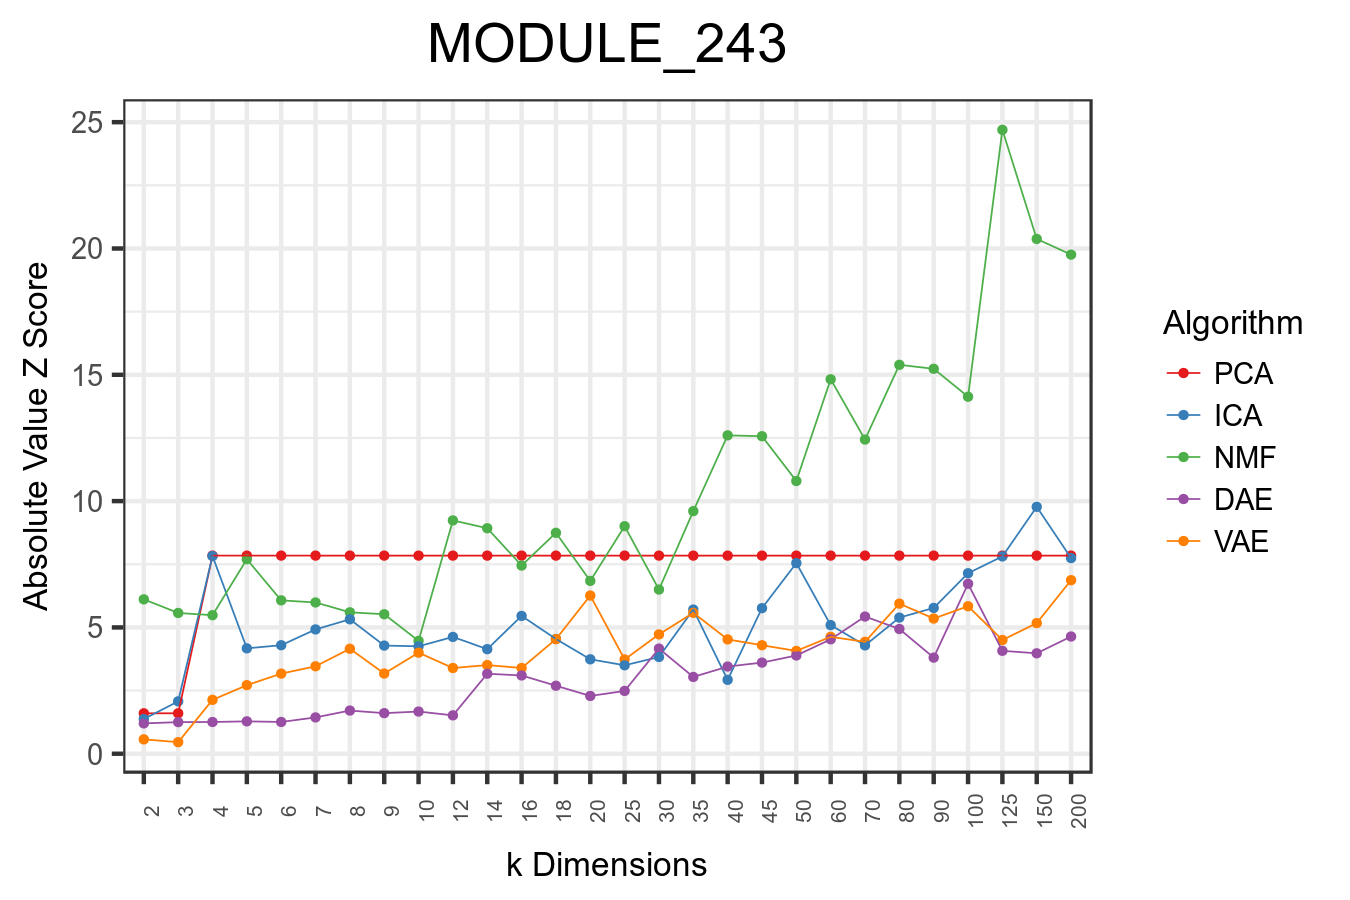 MODULE_243
Absolute Value Z Score
25
20
15
10
5
0
2 3 4 5 6 7 8 9 10 12 14 16 18 20 25 30 35 40 45 50 60 70 80 90 100 125 150 200
k Dimensions
Algorithm
PCA
ICA
NMF
DAE
VAE